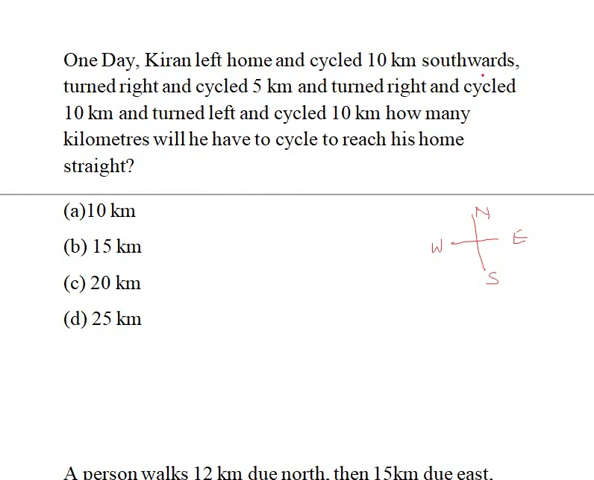 One Day, Kiran left home and cycled 10 km southwards,
turned right and cycled 5 km and turned right and cycled
10 km and turned left and cycled 10 km how many
kilometres will he have to cycle to reach his home
straight?
(a)10 km
N
W
E
(b) 15 km
S
(c) 20 km
(d) 25 km
A person walks 12 km due north, then 15km due east,